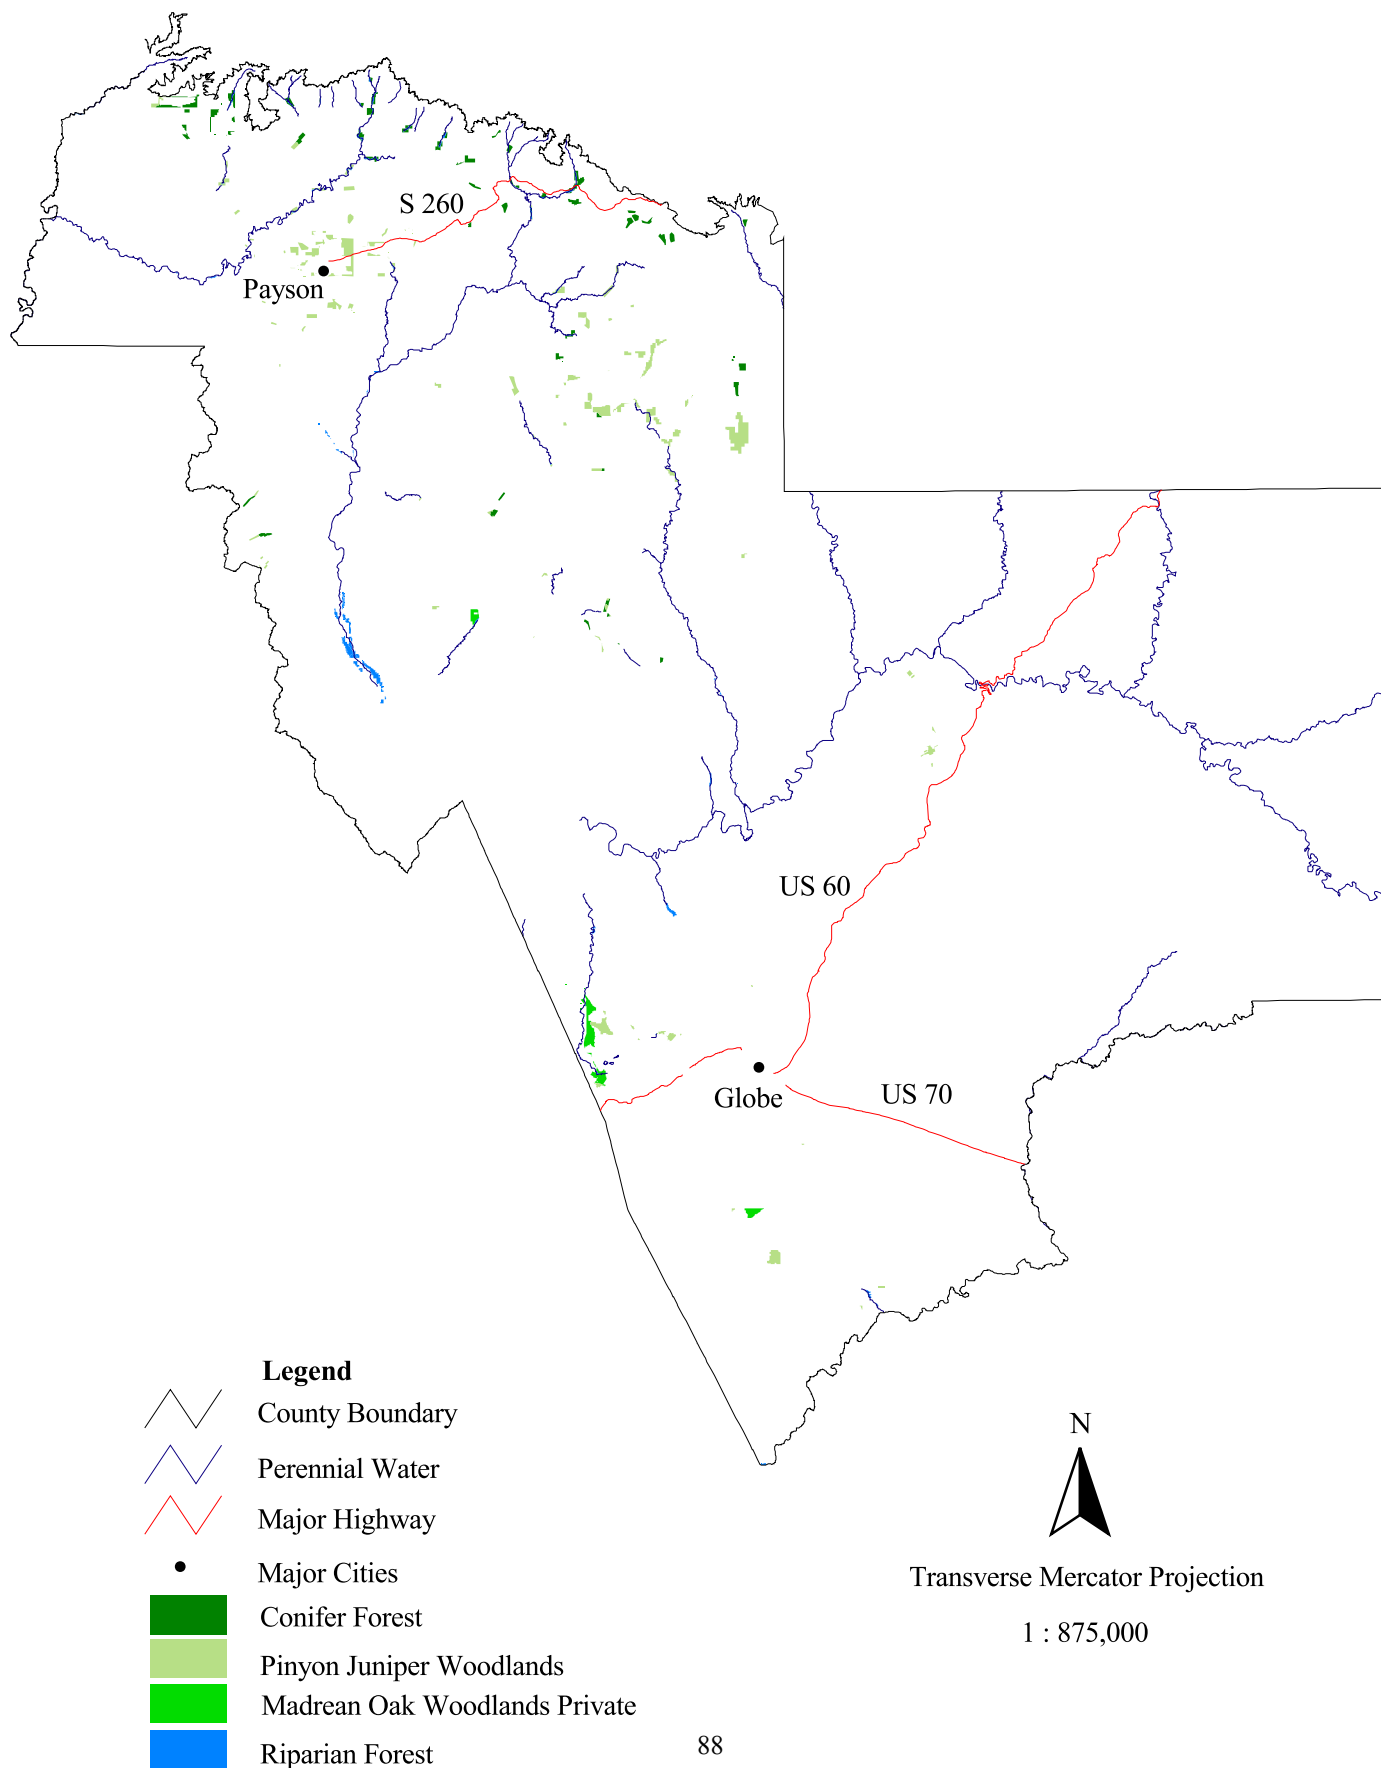 S 260
Payson
US 60
Globe
US 70
Legend
County Boundary
Perennial Water
Major Highway
Major Cities
Conifer Forest
Pinyon Juniper Woodlands
Madrean Oak Woodlands Private
Riparian Forest
N
Transverse Mercator Projection
1 : 875,000
88